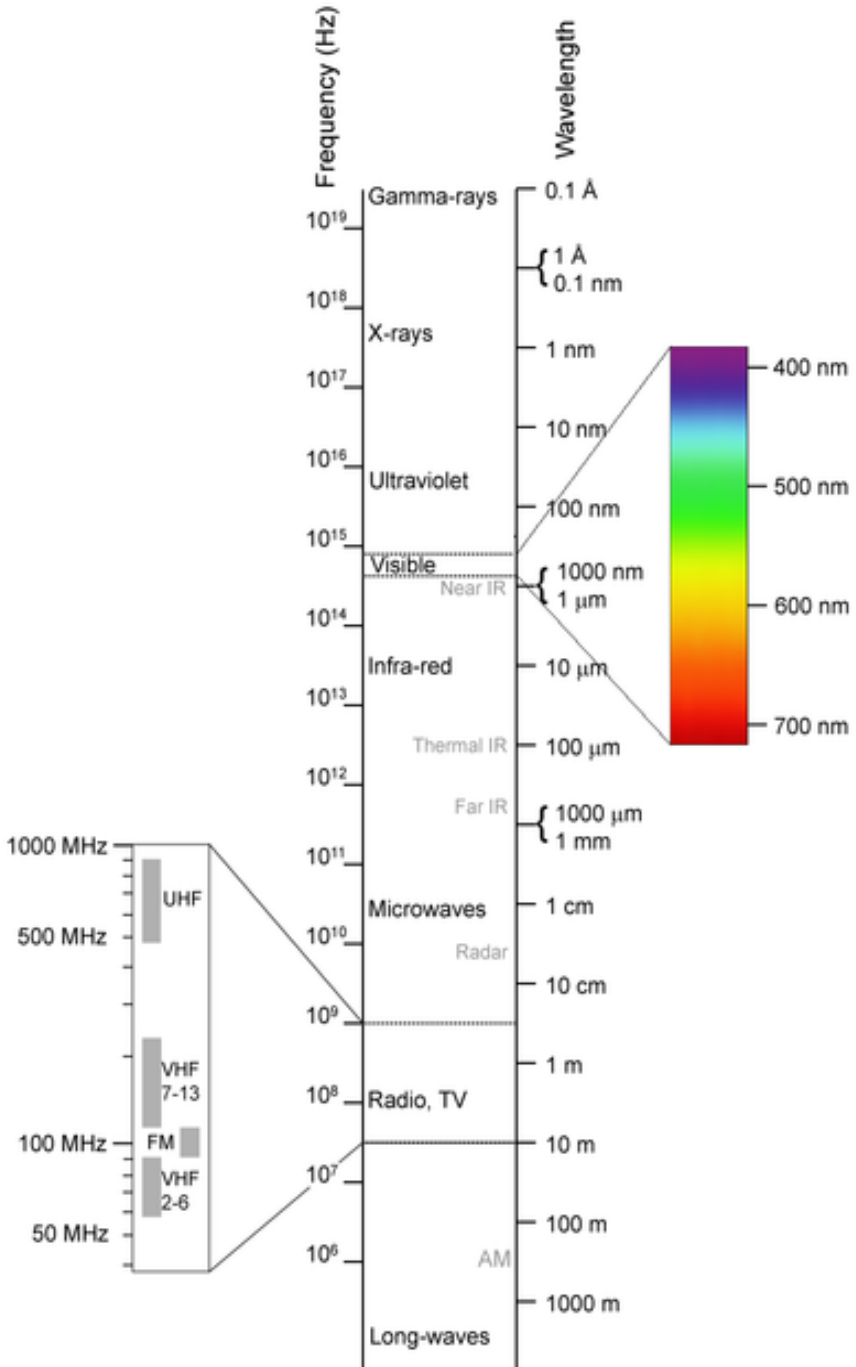 Frequency (Hz)
Wavelength
Gamma-rays
0.1 Å
10¹⁹
1 Å
0.1 nm
10¹⁸
X-rays
1 nm
10¹⁷
400 nm
10 nm
10¹⁶
Ultraviolet
500 nm
100 nm
10¹⁵
Visible
1000 nm
Near IR
1 μm
600 nm
10¹⁴
Infra-red
10 μm
10¹³
700 nm
Thermal IR
100 μm
10¹²
Far IR
1000 μm
1 mm
1000 MHz
10¹¹
UHF
Microwaves
1 cm
500 MHz
10¹⁰
Radar
10 cm
10⁹
VHF
7-13
1 m
10⁸
Radio, TV
100 MHz
FM
10 m
VHF
2-6
10⁷
50 MHz
100 m
10⁶
AM
1000 m
Long-waves